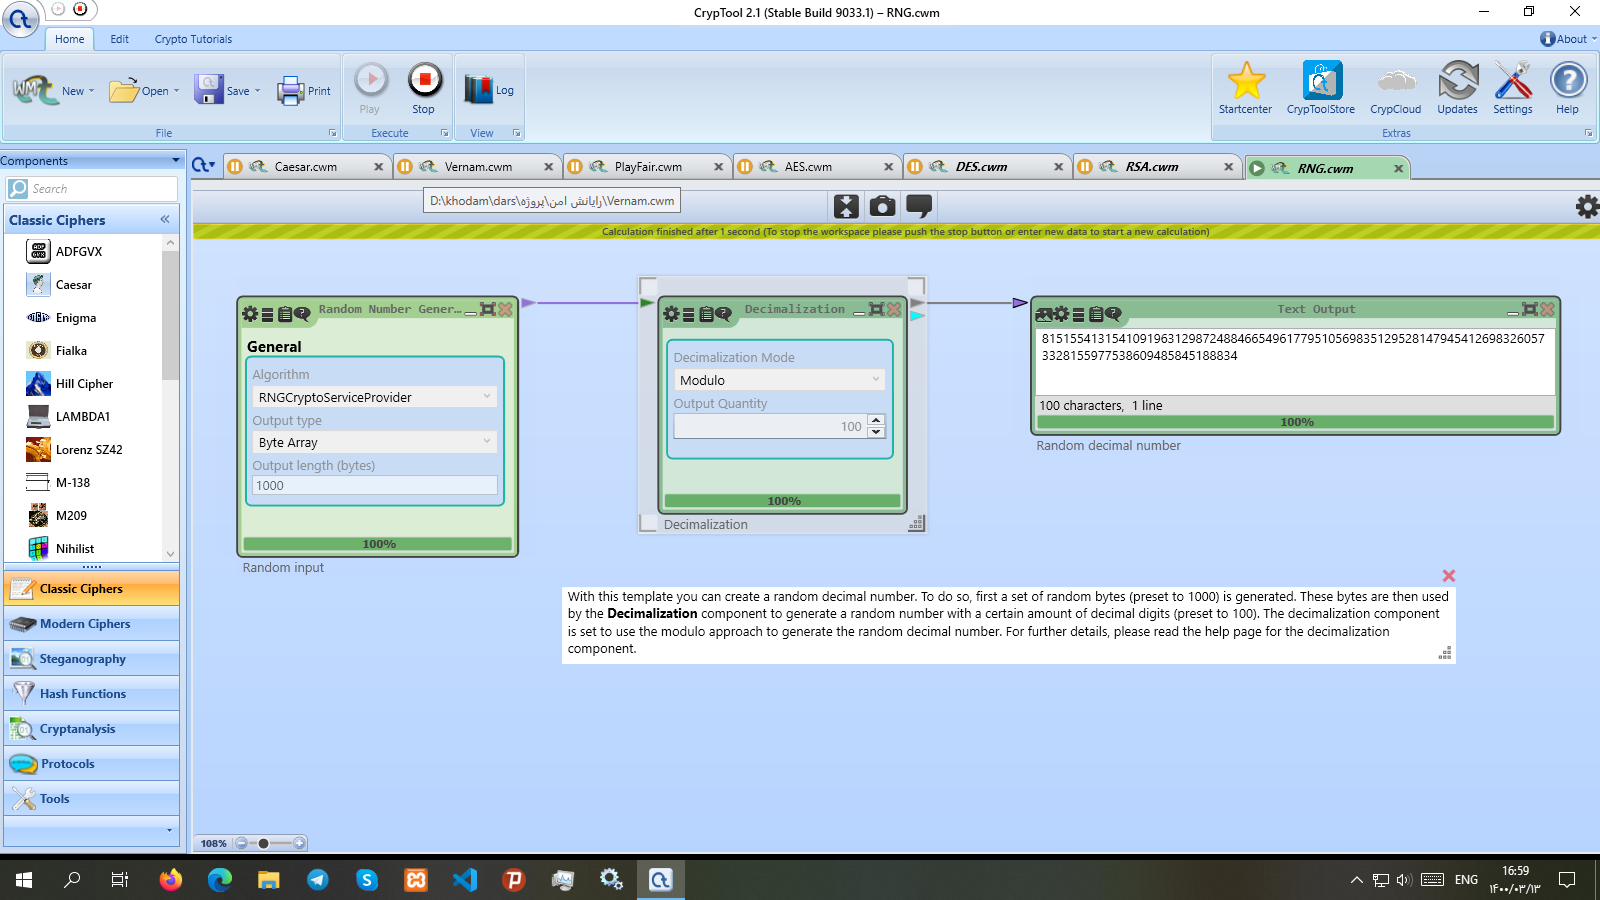 CrypTool 2.1 (Stable Build 9033.1) – RNG.cwm
Home Edit Crypto Tutorials About
New Open Save Print Play Stop Log Startcenter CrypToolStore CrypCloud Updates Settings Help
File Execute View Extras
Components
Search
Classic Ciphers
ADFGVX
Caesar
Enigma
Fialka
Hill Cipher
LAMBDA1
Lorenz SZ42
M-138
M209
Nihilist
Classic Ciphers
Modern Ciphers
Steganography
Hash Functions
Cryptanalysis
Protocols
Tools
Caesar.cwm Vernam.cwm PlayFair.cwm AES.cwm DES.cwm RSA.cwm RNG.cwm
D:\khodam\dars\رایانش امن\پروژه\Vernam.cwm
Calculation finished after 1 second (To stop the workspace please push the stop button or enter new data to start a new calculation)
Random Number Gener...
General
Algorithm
RNGCryptoServiceProvider
Output type
Byte Array
Output length (bytes)
1000
100%
Random input
Decimalization
Decimalization Mode
Modulo
Output Quantity
100
100%
Decimalization
Text Output
815155413154109196312987248846654961779510569835129528147945412698326057
3328155977538609485845188834
100 characters, 1 line
100%
Random decimal number
With this template you can create a random decimal number. To do so, first a set of random bytes (preset to 1000) is generated. These bytes are then used
by the Decimalization component to generate a random number with a certain amount of decimal digits (preset to 100). The decimalization component
is set to use the modulo approach to generate the random decimal number. For further details, please read the help page for the decimalization
component.
108%
ENG
16:59
۱۴۰۰/۰۳/۱۳